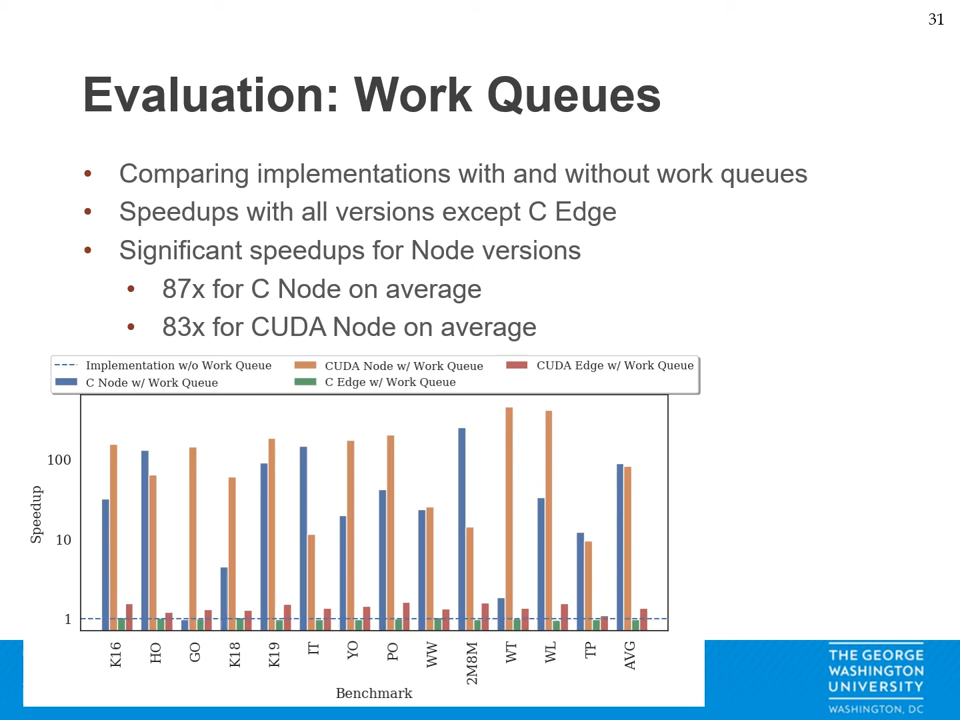 31
Evaluation: Work Queues
• Comparing implementations with and without work queues
• Speedups with all versions except C Edge
• Significant speedups for Node versions
• 87x for C Node on average
• 83x for CUDA Node on average
Implementation w/o Work Queue
C Node w/ Work Queue
CUDA Node w/ Work Queue
C Edge w/ Work Queue
CUDA Edge w/ Work Queue
Speedup
100
10
1
K16 HO GO K18 K19 IT YO PO WW 2M8M WT WL TP AVG
Benchmark
THE GEORGE
WASHINGTON
UNIVERSITY
WASHINGTON, DC